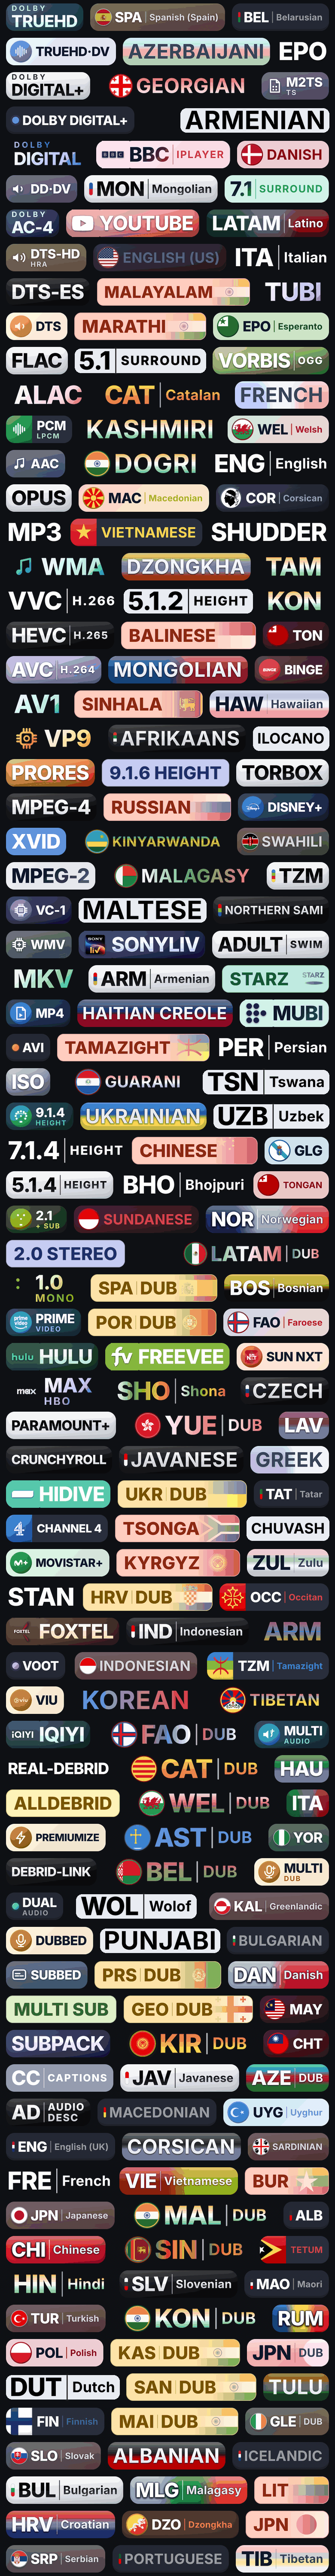 DOLBY TRUEHD SPA Spanish (Spain) BEL Belarusian
TRUEHD·DV AZERBAIJANI EPO
DOLBY DIGITAL+ GEORGIAN M2TS TS
DOLBY DIGITAL+ ARMENIAN
DOLBY DIGITAL BBC BBC IPLAYER DANISH
DD·DV MON Mongolian 7.1 SURROUND
DOLBY AC-4 YOUTUBE LATAM Latino
DTS-HD HRA ENGLISH (US) ITA Italian
DTS-ES MALAYALAM TUBI
DTS MARATHI EPO Esperanto
FLAC 5.1 SURROUND VORBIS OGG
ALAC CAT Catalan FRENCH
PCM LPCM KASHMIRI WEL Welsh
AAC DOGRI ENG English
OPUS MAC Macedonian COR Corsican
MP3 VIETNAMESE SHUDDER
WMA DZONGKHA TAM
VVC H.266 5.1.2 HEIGHT KON
HEVC H.265 BALINESE TON
AVC H.264 MONGOLIAN BINGE BINGE
AV1 SINHALA HAW Hawaiian
VP9 AFRIKAANS ILOCANO
PRORES 9.1.6 HEIGHT TORBOX
MPEG-4 RUSSIAN DISNEY+
XVID KINYARWANDA SWAHILI
MPEG-2 MALAGASY TZM
VC-1 MALTESE NORTHERN SAMI
WMV SONY LIV SONYLIV ADULT SWIM
MKV ARM Armenian STARZ STARZ
MP4 HAITIAN CREOLE MUBI
AVI TAMAZIGHT PER Persian
ISO GUARANI TSN Tswana
9.1.4 HEIGHT UKRAINIAN UZB Uzbek
7.1.4 HEIGHT CHINESE GLG
5.1.4 HEIGHT BHO Bhojpuri TONGAN
2.1 + SUB SUNDANESE NOR Norwegian
2.0 STEREO LATAM DUB
1.0 MONO SPA DUB BOS Bosnian
prime video PRIME VIDEO POR DUB FAO Faroese
hulu HULU fv FREEVEE SUN NXT
max MAX HBO SHO Shona CZECH
PARAMOUNT+ YUE DUB LAV
CRUNCHYROLL JAVANESE GREEK
HIDIVE UKR DUB TAT Tatar
4 CHANNEL 4 TSONGA CHUVASH
M+ MOVISTAR+ KYRGYZ ZUL Zulu
STAN HRV DUB OCC Occitan
FOXTEL FOXTEL IND Indonesian ARM
VOOT INDONESIAN TZM Tamazight
viu VIU KOREAN TIBETAN
iQIYI IQIYI FAO DUB MULTI AUDIO
REAL-DEBRID CAT DUB HAU
ALLDEBRID WEL DUB ITA
PREMIUMIZE AST DUB YOR
DEBRID-LINK BEL DUB MULTI DUB
DUAL AUDIO WOL Wolof KAL Greenlandic
DUBBED PUNJABI BULGARIAN
SUBBED PRS DUB DAN Danish
MULTI SUB GEO DUB MAY
SUBPACK KIR DUB CHT
CC CAPTIONS JAV Javanese AZE DUB
AD AUDIO DESC MACEDONIAN UYG Uyghur
ENG English (UK) CORSICAN SARDINIAN
FRE French VIE Vietnamese BUR
JPN Japanese MAL DUB ALB
CHI Chinese SIN DUB TETUM
HIN Hindi SLV Slovenian MAO Maori
TUR Turkish KON DUB RUM
POL Polish KAS DUB JPN DUB
DUT Dutch SAN DUB TULU
FIN Finnish MAI DUB GLE DUB
SLO Slovak ALBANIAN ICELANDIC
BUL Bulgarian MLG Malagasy LIT
HRV Croatian DZO Dzongkha JPN
SRP Serbian PORTUGUESE TIB Tibetan